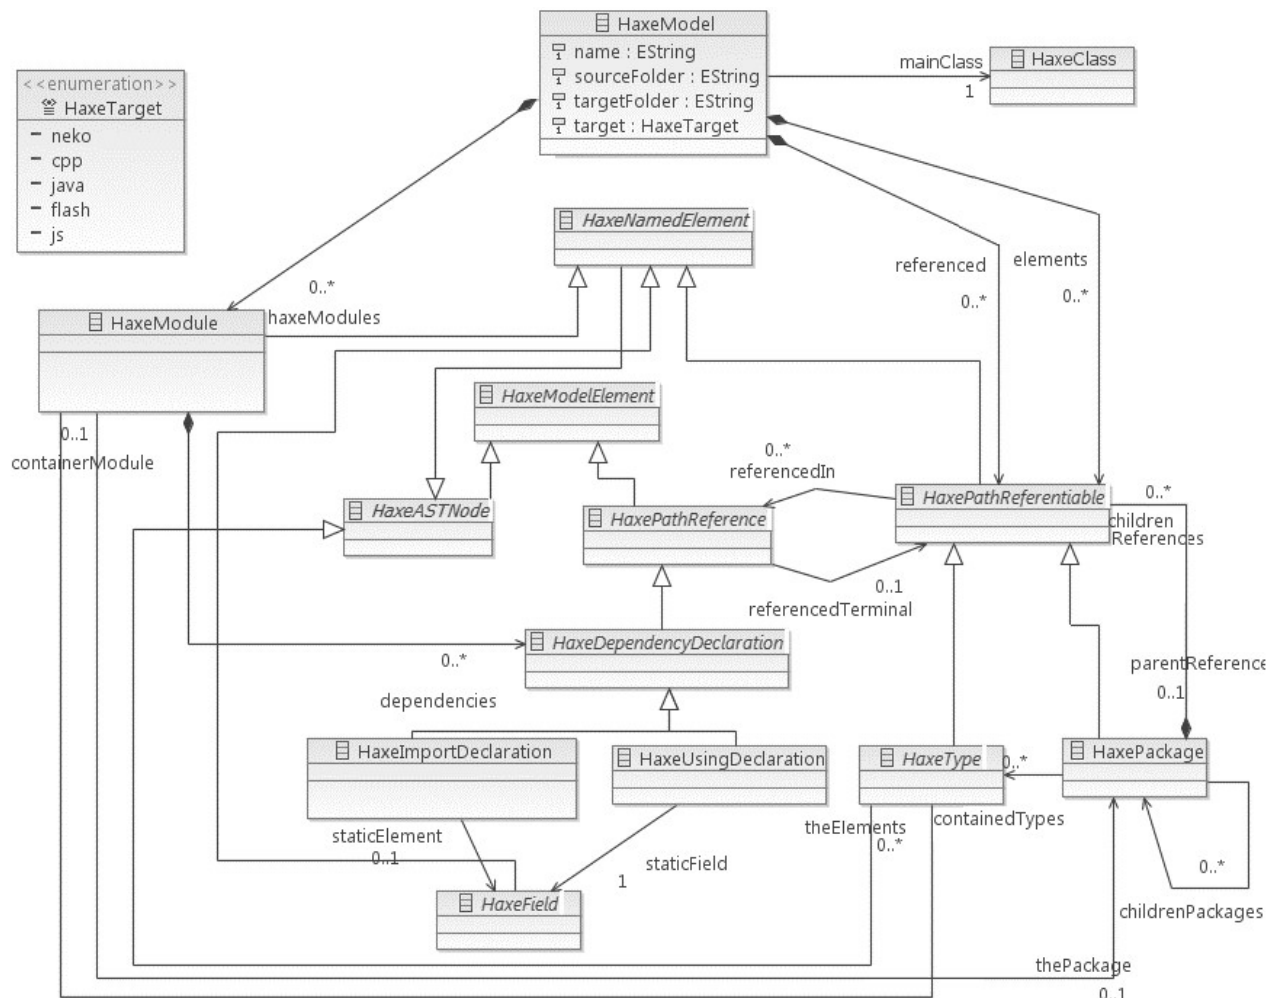 HaxeModel
name : EString
sourceFolder : EString
targetFolder : EString
target : HaxeTarget
mainClass
1
HaxeClass
<<enumeration>>
HaxeTarget
neko
cpp
java
flash
js
HaxeNamedElement
referenced
0..*
elements
0..*
0..*
haxeModules
HaxeModule
HaxeModelElement
0..1
containerModule
0..*
referencedIn
HaxeASTNode
HaxePathReference
HaxePathReferentiable
0..*
children
References
0..1
referencedTerminal
HaxeDependencyDeclaration
0..*
dependencies
parentReference
0..1
HaxeImportDeclaration
HaxeUsingDeclaration
HaxeType
0..*
HaxePackage
containedTypes
theElements
0..*
staticElement
0..1
staticField
1
0..*
childrenPackages
HaxeField
thePackage
0..1